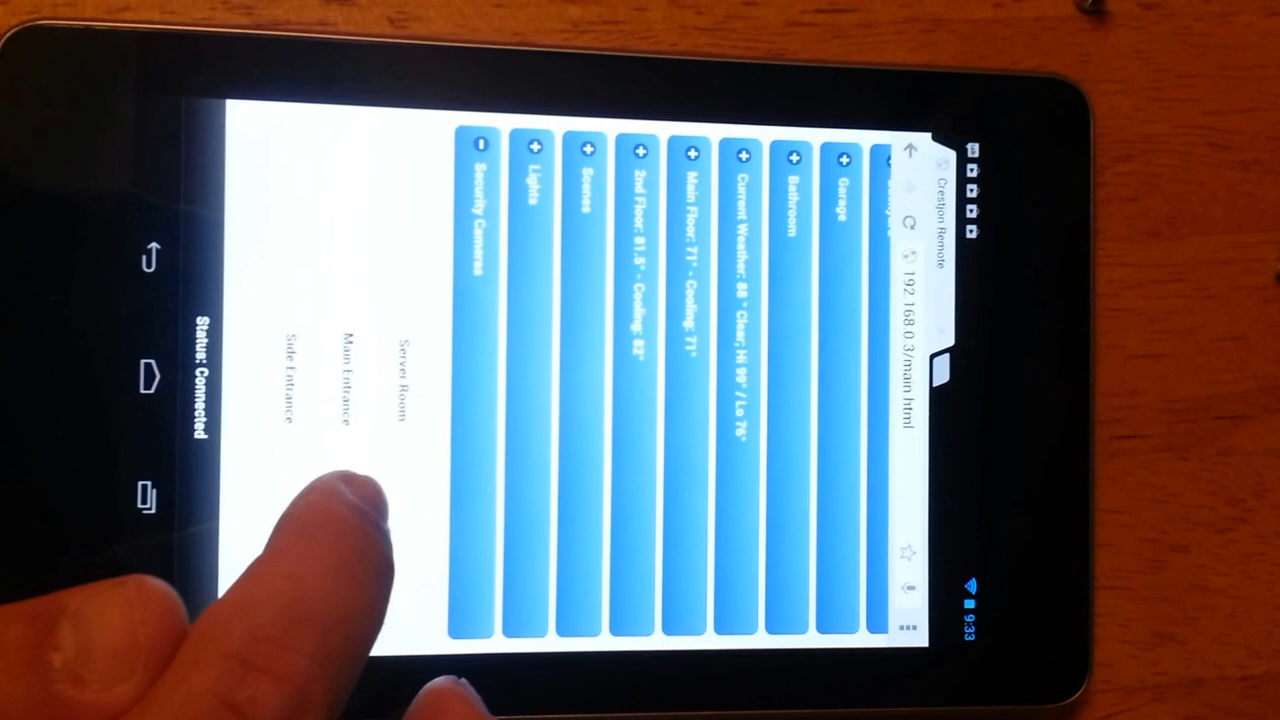 9:33
Crestjon Remote
192.168.0.3/main.html
Garage
Bathroom
Current Weather: 88 ° Clear; Hi 99° / Lo 76°
Main Floor: 71° - Cooling: 71°
2nd Floor: 81.5° - Cooling: 82°
Scenes
Lights
Security Cameras
Server Room
Main Entrance
Side Entrance
Status: Connected